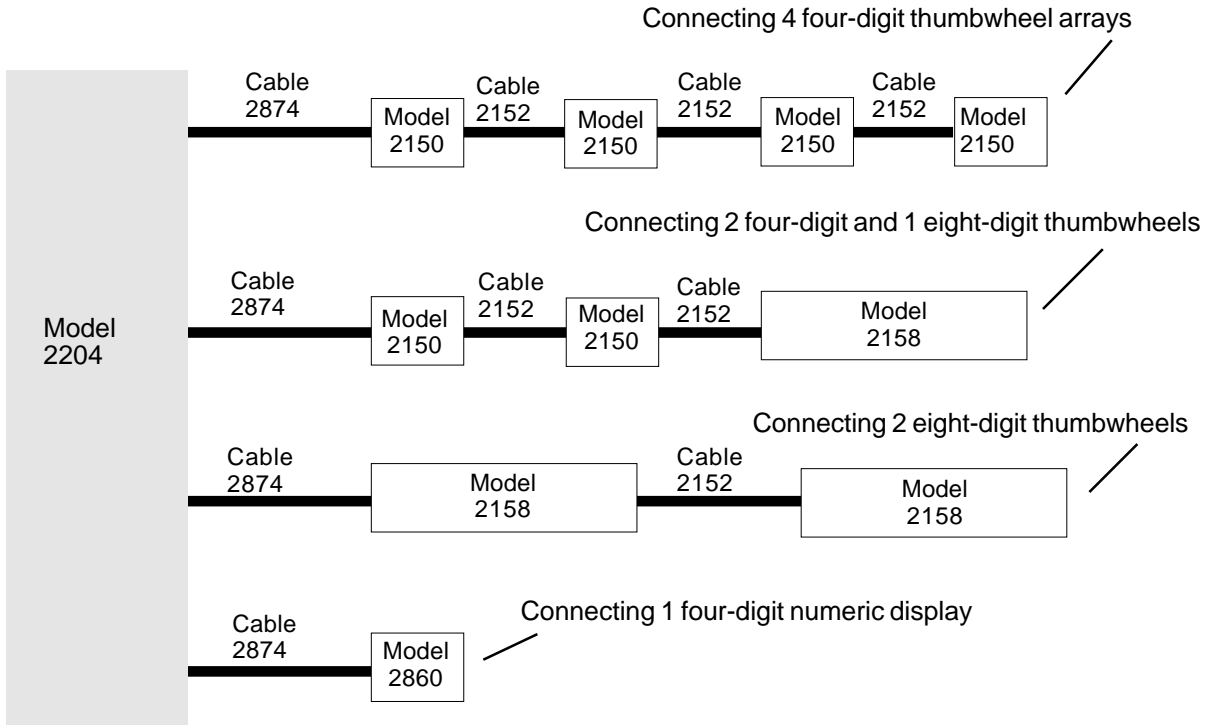 Connecting 4 four-digit thumbwheel arrays
Cable
2874
Cable
2152
Cable
2152
Cable
2152
Model
2150
Model
2150
Model
2150
Model
2150
Connecting 2 four-digit and 1 eight-digit thumbwheels
Cable
2874
Cable
2152
Cable
2152
Model
2150
Model
2150
Model
2158
Model
2204
Connecting 2 eight-digit thumbwheels
Cable
2874
Model
2158
Cable
2152
Model
2158
Connecting 1 four-digit numeric display
Cable
2874
Model
2860